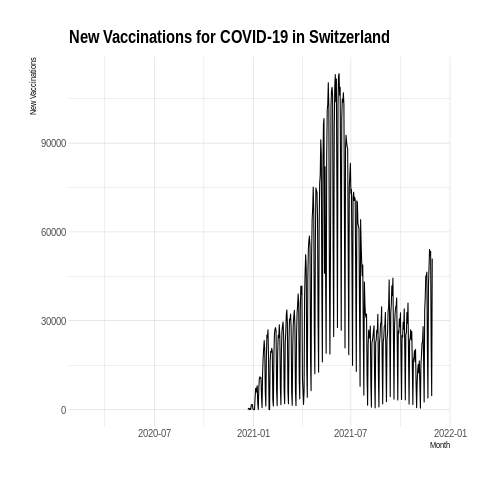 New Vaccinations for COVID-19 in Switzerland
New Vaccinations
90000
60000
30000
0
2020-07
2021-01
2021-07
2022-01
Month